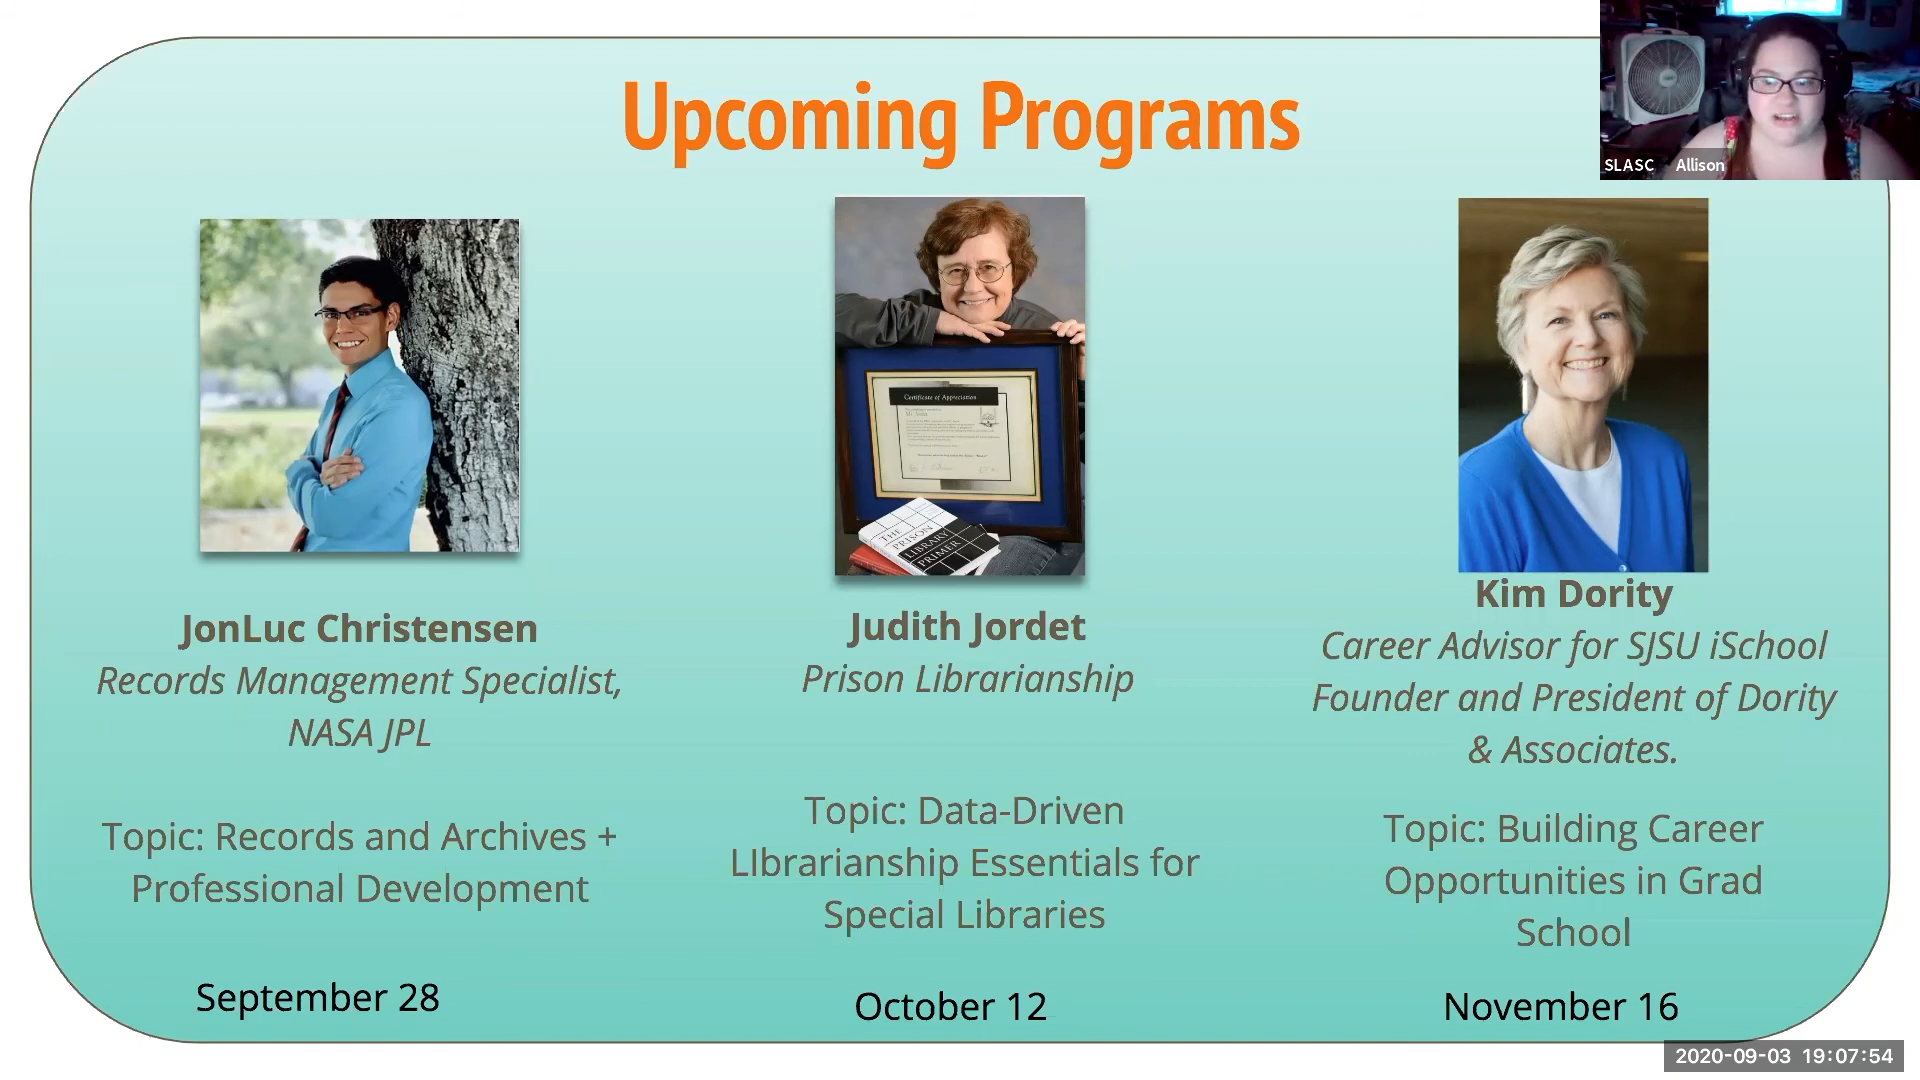 Upcoming Programs
SLASC Allison
Certificate of Appreciation
THE
PRISON
LIBRARY
PRIMER
JonLuc Christensen
Records Management Specialist,
NASA JPL
Topic: Records and Archives +
Professional Development
September 28
Judith Jordet
Prison Librarianship
Topic: Data-Driven
LIbrarianship Essentials for
Special Libraries
October 12
Kim Dority
Career Advisor for SJSU iSchool
Founder and President of Dority
& Associates.
Topic: Building Career
Opportunities in Grad
School
November 16
2020-09-03 19:07:54